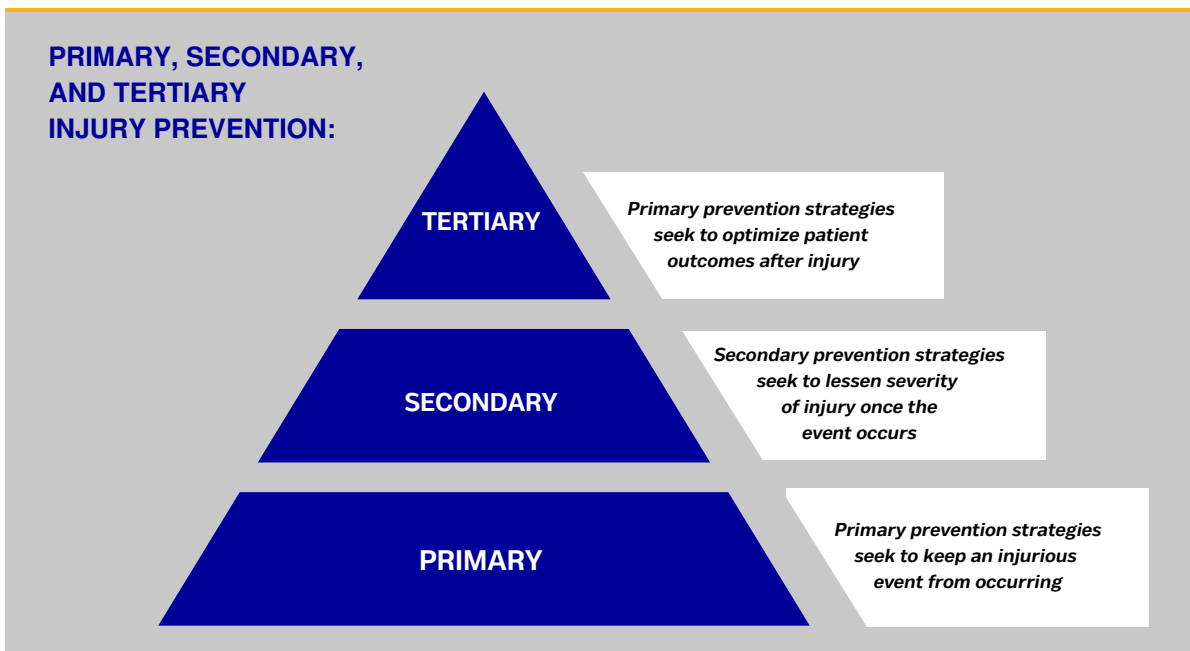 PRIMARY, SECONDARY,
AND TERTIARY
INJURY PREVENTION:
TERTIARY
Primary prevention strategies
seek to optimize patient
outcomes after injury
SECONDARY
Secondary prevention strategies
seek to lessen severity
of injury once the
event occurs
PRIMARY
Primary prevention strategies
seek to keep an injurious
event from occurring